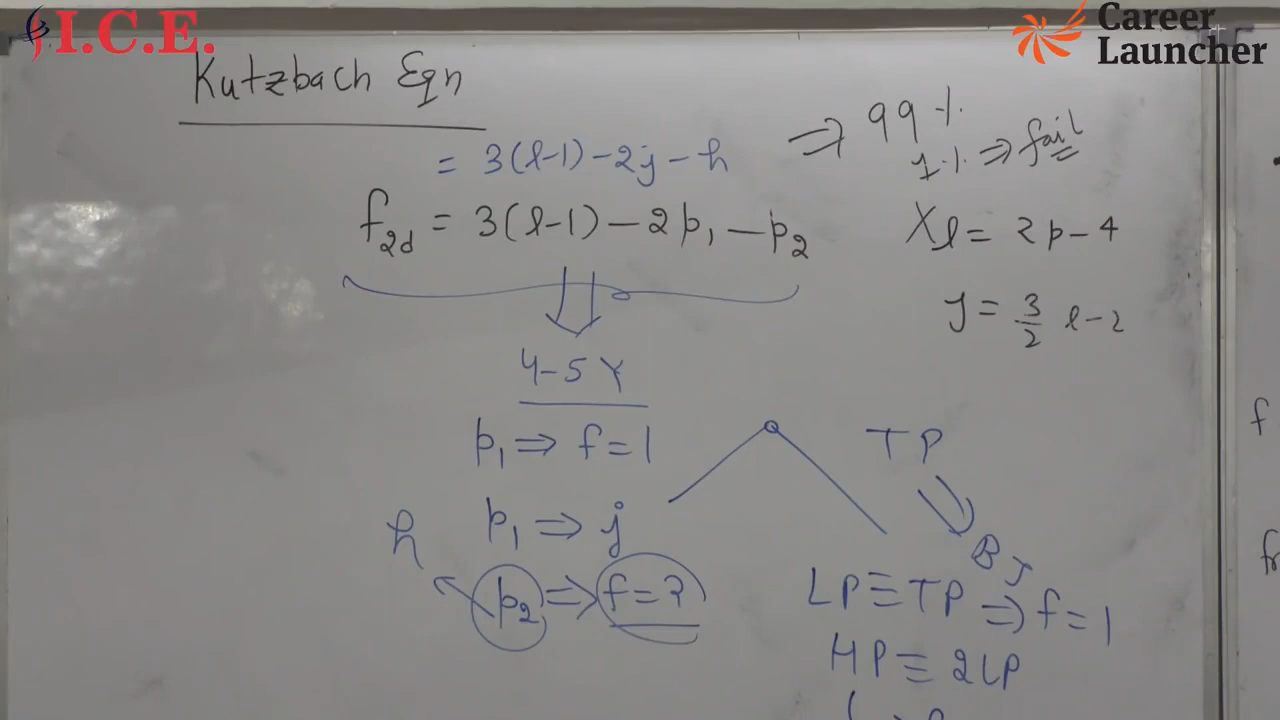 I.C.E.
Career
Launcher
Kutzbach Eqn
= 3(l-1) - 2j - h
⇒ 99 %
1 % ⇒ fail
f2d = 3(l-1) - 2p1 - p2
l = 2p - 4
J = 3/2 l - 2
4-5 Y
p1 ⇒ f = 1
TP
p1 ⇒ j
h
BJ
p2 ⇒ f = 2
LP ≡ TP ⇒ f = 1
HP ≡ 2LP
f